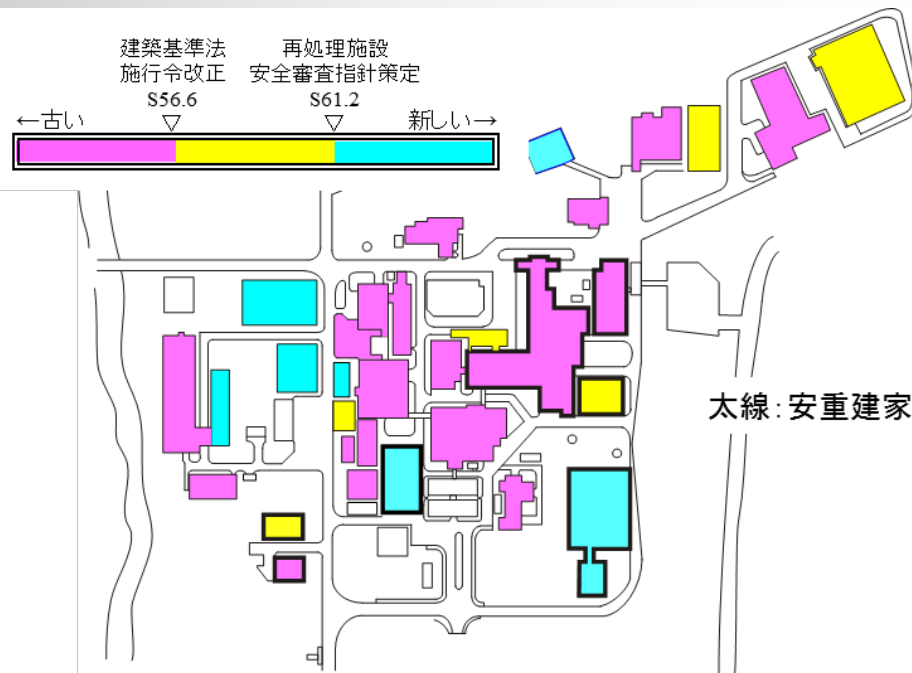 建築基準法
施行令改正
S56.6
▽
再処理施設
安全審査指針策定
S61.2
▽
←古い
新しい→
太線：安重建家